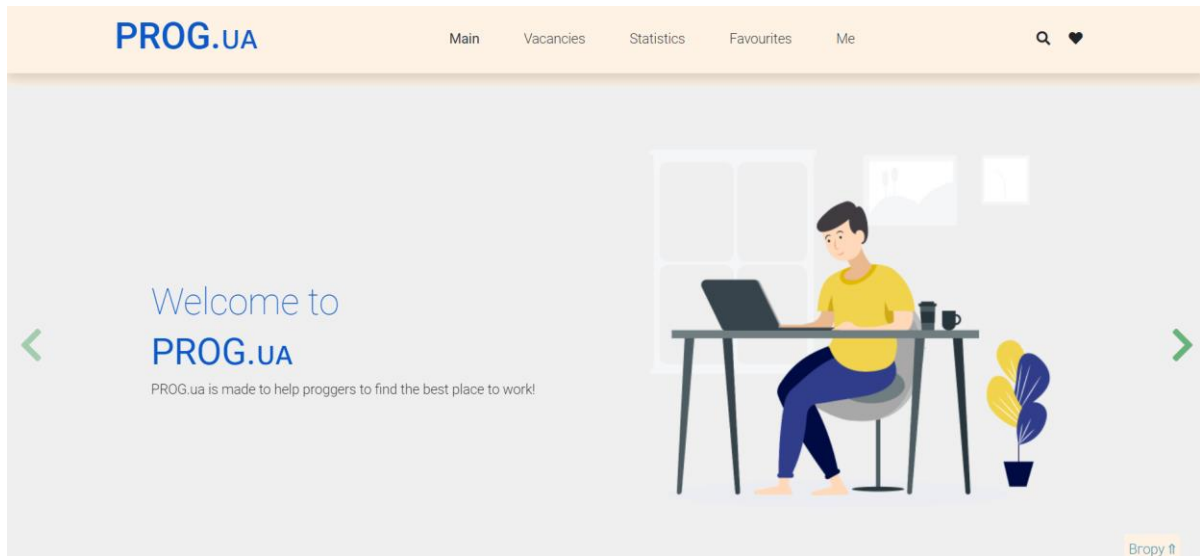 PROG.UA
Main Vacancies Statistics Favourites Me
Welcome to
PROG.UA
PROG.ua is made to help proggers to find the best place to work!
Вгору ⇑